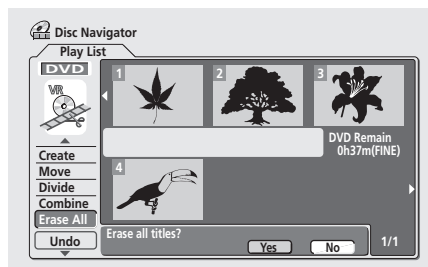 Disc Navigator
Play List
DVD
VR
1
2
3
DVD Remain
0h37m(FINE)
4
Create
Move
Divide
Combine
Erase All
Undo
Erase all titles?
Yes
No
1/1